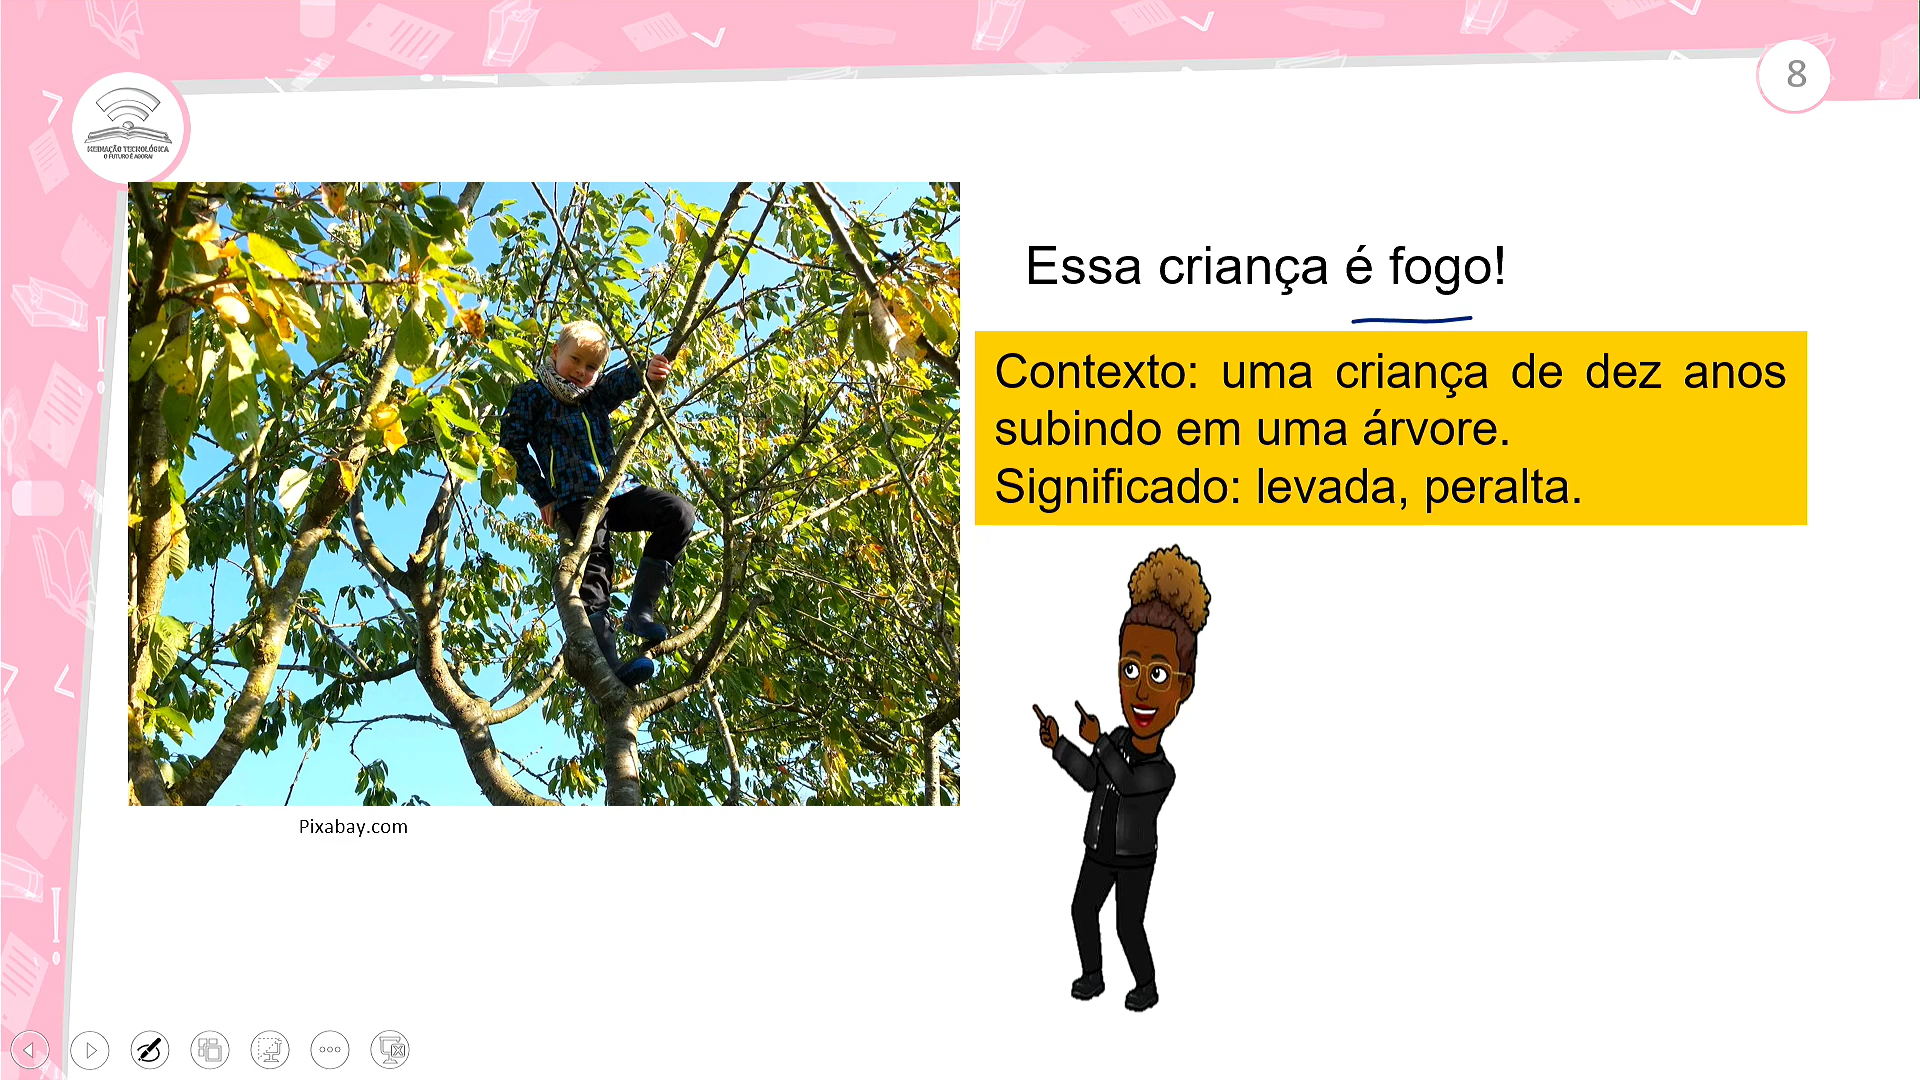 8
MEDIAÇÃO TECNOLÓGICA
O FUTURO É AGORA!
Essa criança é fogo!
Contexto: uma criança de dez anos
subindo em uma árvore.
Significado: levada, peralta.
Pixabay.com